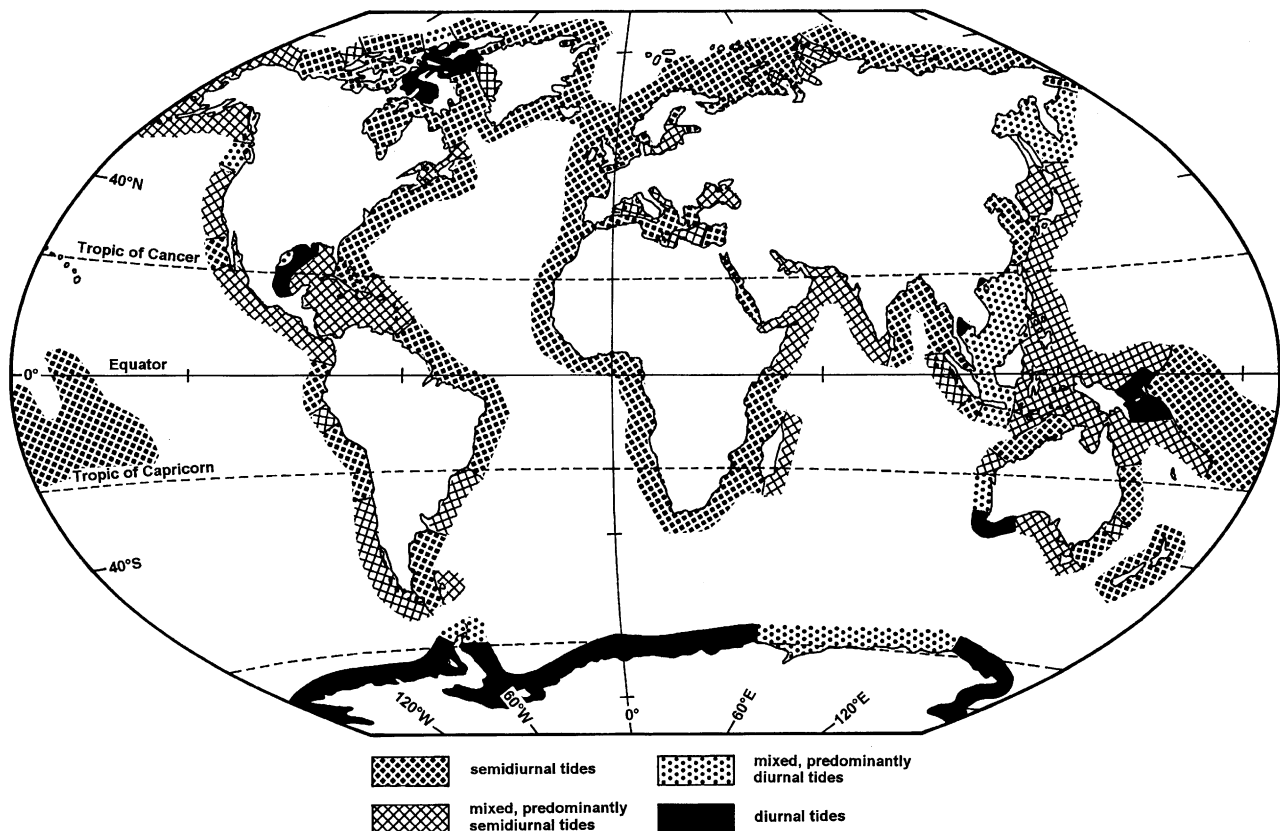 40°N
Tropic of Cancer
0°
Equator
Tropic of Capricorn
40°S
120°W
60°W
0°
60°E
120°E
semidiurnal tides
mixed, predominantly
semidiurnal tides
mixed, predominantly
diurnal tides
diurnal tides